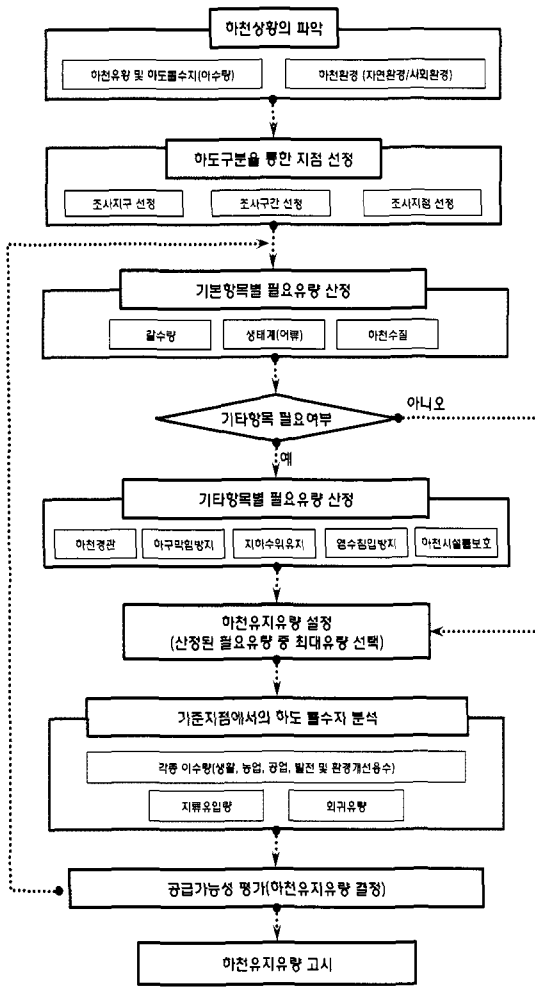 하천상황의 파악
하천유황 및 하도물수지(이수량)
하천환경 (자연환경/사회환경)
하도구분을 통한 지점 선정
조사지구 선정
조사구간 선정
조사지점 선정
기본항목별 필요유량 산정
갈수량
생태계(어류)
하천수질
기타항목 필요여부
아니오
예
기타항목별 필요유량 산정
하천경관
하구막힘방지
지하수위유지
염수침입방지
하천시설물보호
하천유지유량 설정
(산정된 필요유량 중 최대유량 선택)
기준지점에서의 하도 물수지 분석
각종 이수량(생활, 농업, 공업, 발전 및 환경개선용수)
지류유입량
회귀유량
공급가능성 평가(하천유지유량 결정)
하천유지유량 고시